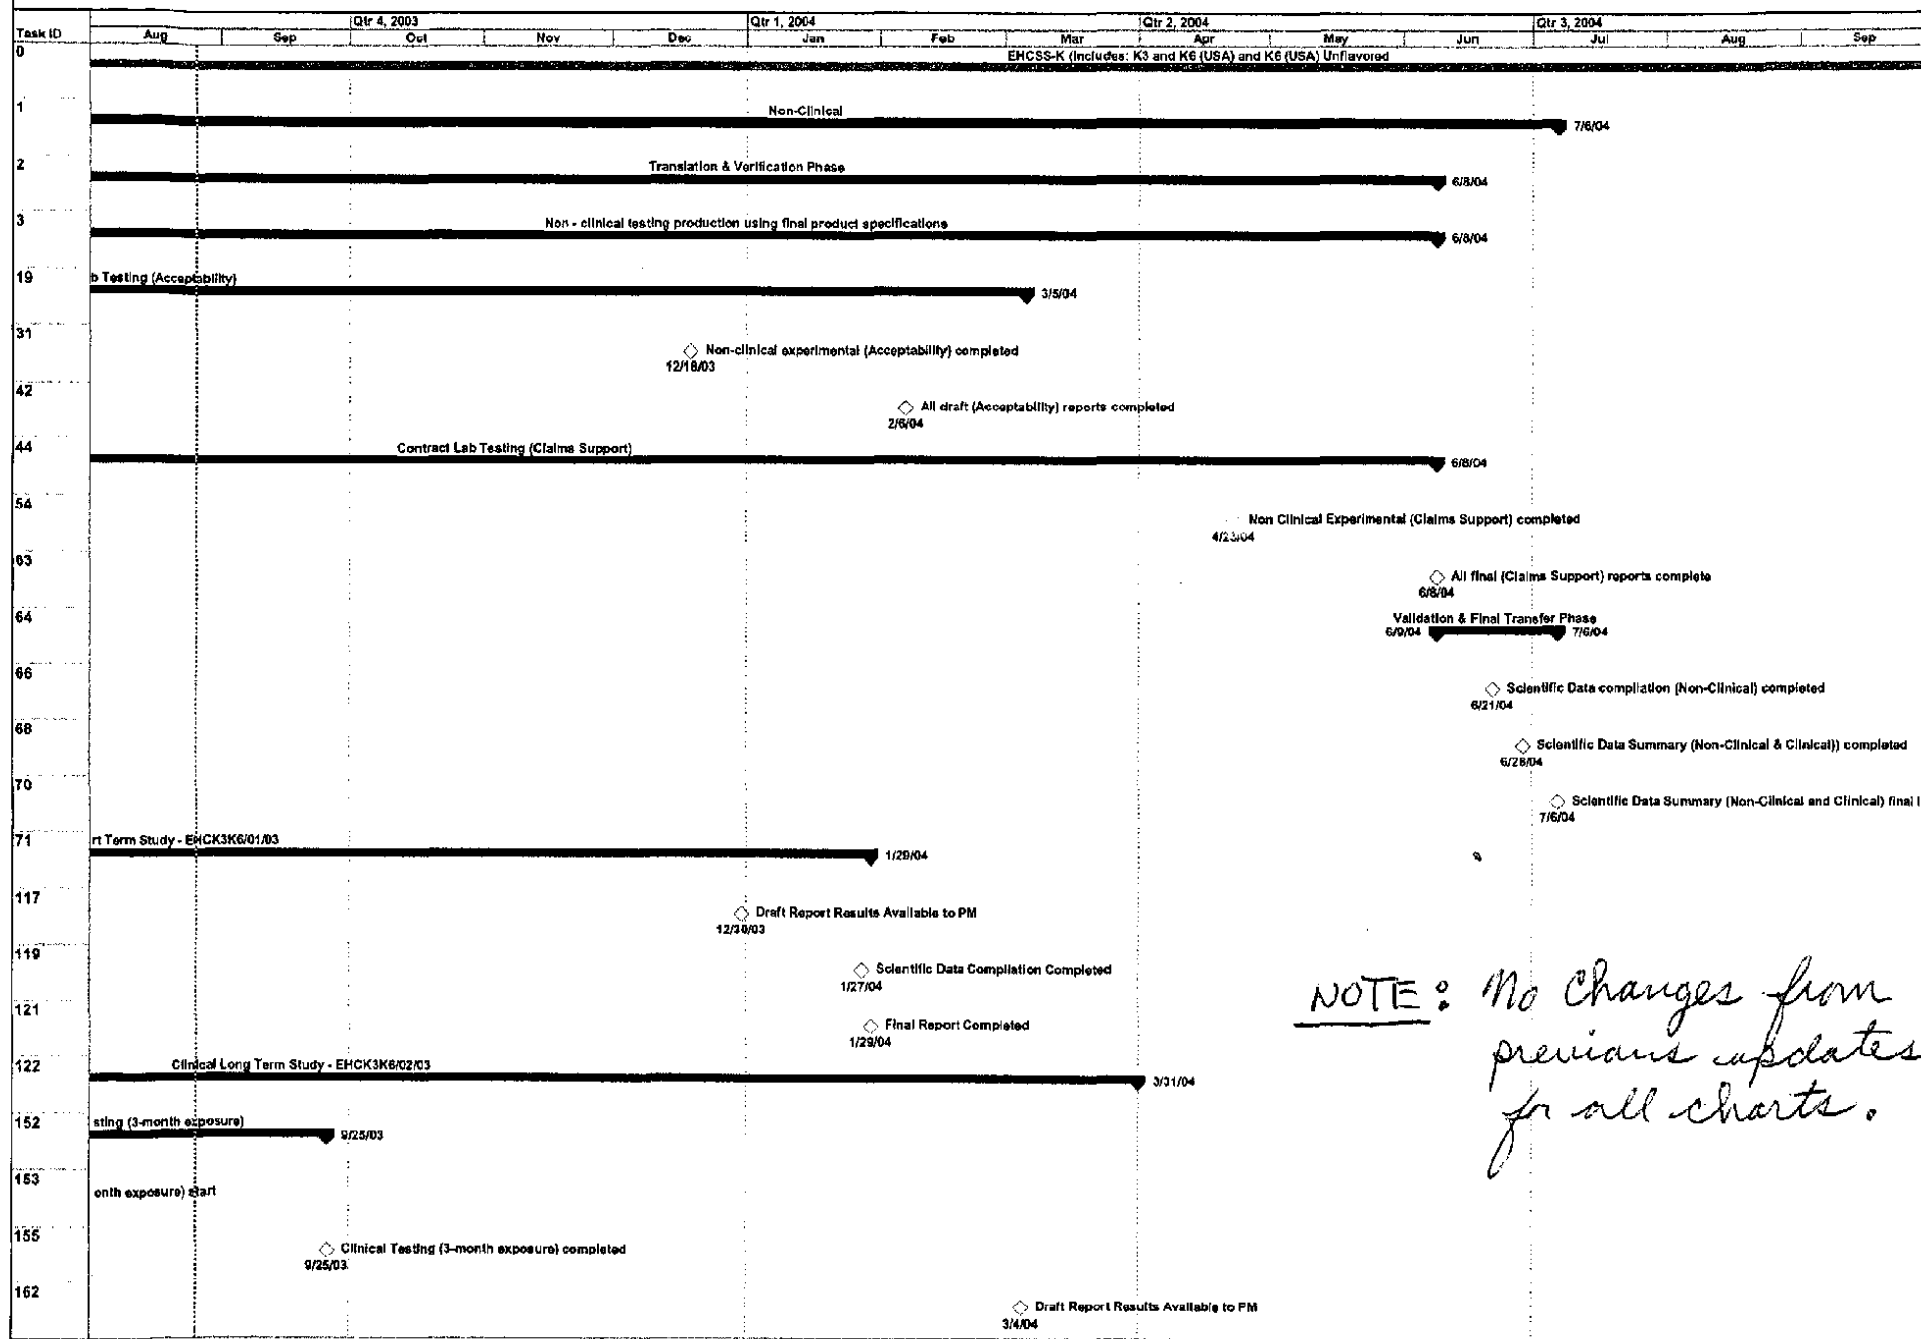 Qtr 4, 2003 Qtr 1, 2004 Qtr 2, 2004 Qtr 3, 2004
Task ID Aug Sep Oct Nov Dec Jan Feb Mar Apr May Jun Jul Aug Sep
0 EHCSS-K (Includes: K3 and K6 (USA) and K6 (USA) Unflavored
1 Non-Clinical 7/6/04
2 Translation & Verification Phase 6/8/04
3 Non - clinical testing production using final product specifications 6/8/04
19 b Testing (Acceptability) 3/5/04
31 Non-clinical experimental (Acceptability) completed
12/18/03
42 All draft (Acceptability) reports completed
2/6/04
44 Contract Lab Testing (Claims Support) 6/8/04
54 Non Clinical Experimental (Claims Support) completed
4/23/04
63 All final (Claims Support) reports complete
6/8/04
64 Validation & Final Transfer Phase
6/9/04 7/6/04
66 Scientific Data compilation (Non-Clinical) completed
6/21/04
68 Scientific Data Summary (Non-Clinical & Clinical)) completed
6/28/04
70 Scientific Data Summary (Non-Clinical and Clinical) final
7/6/04
71 rt Term Study - EHCK3K6/01/03 1/29/04
117 Draft Report Results Available to PM
12/30/03
119 Scientific Data Compilation Completed
1/27/04
121 Final Report Completed
1/29/04
122 Clinical Long Term Study - EHCK3K6/02/03 3/31/04
152 sting (3-month exposure) 9/25/03
153 onth exposure) start
155 Clinical Testing (3-month exposure) completed
9/25/03
162 Draft Report Results Available to PM
3/4/04
NOTE: No Changes from
previous updates
for all charts.